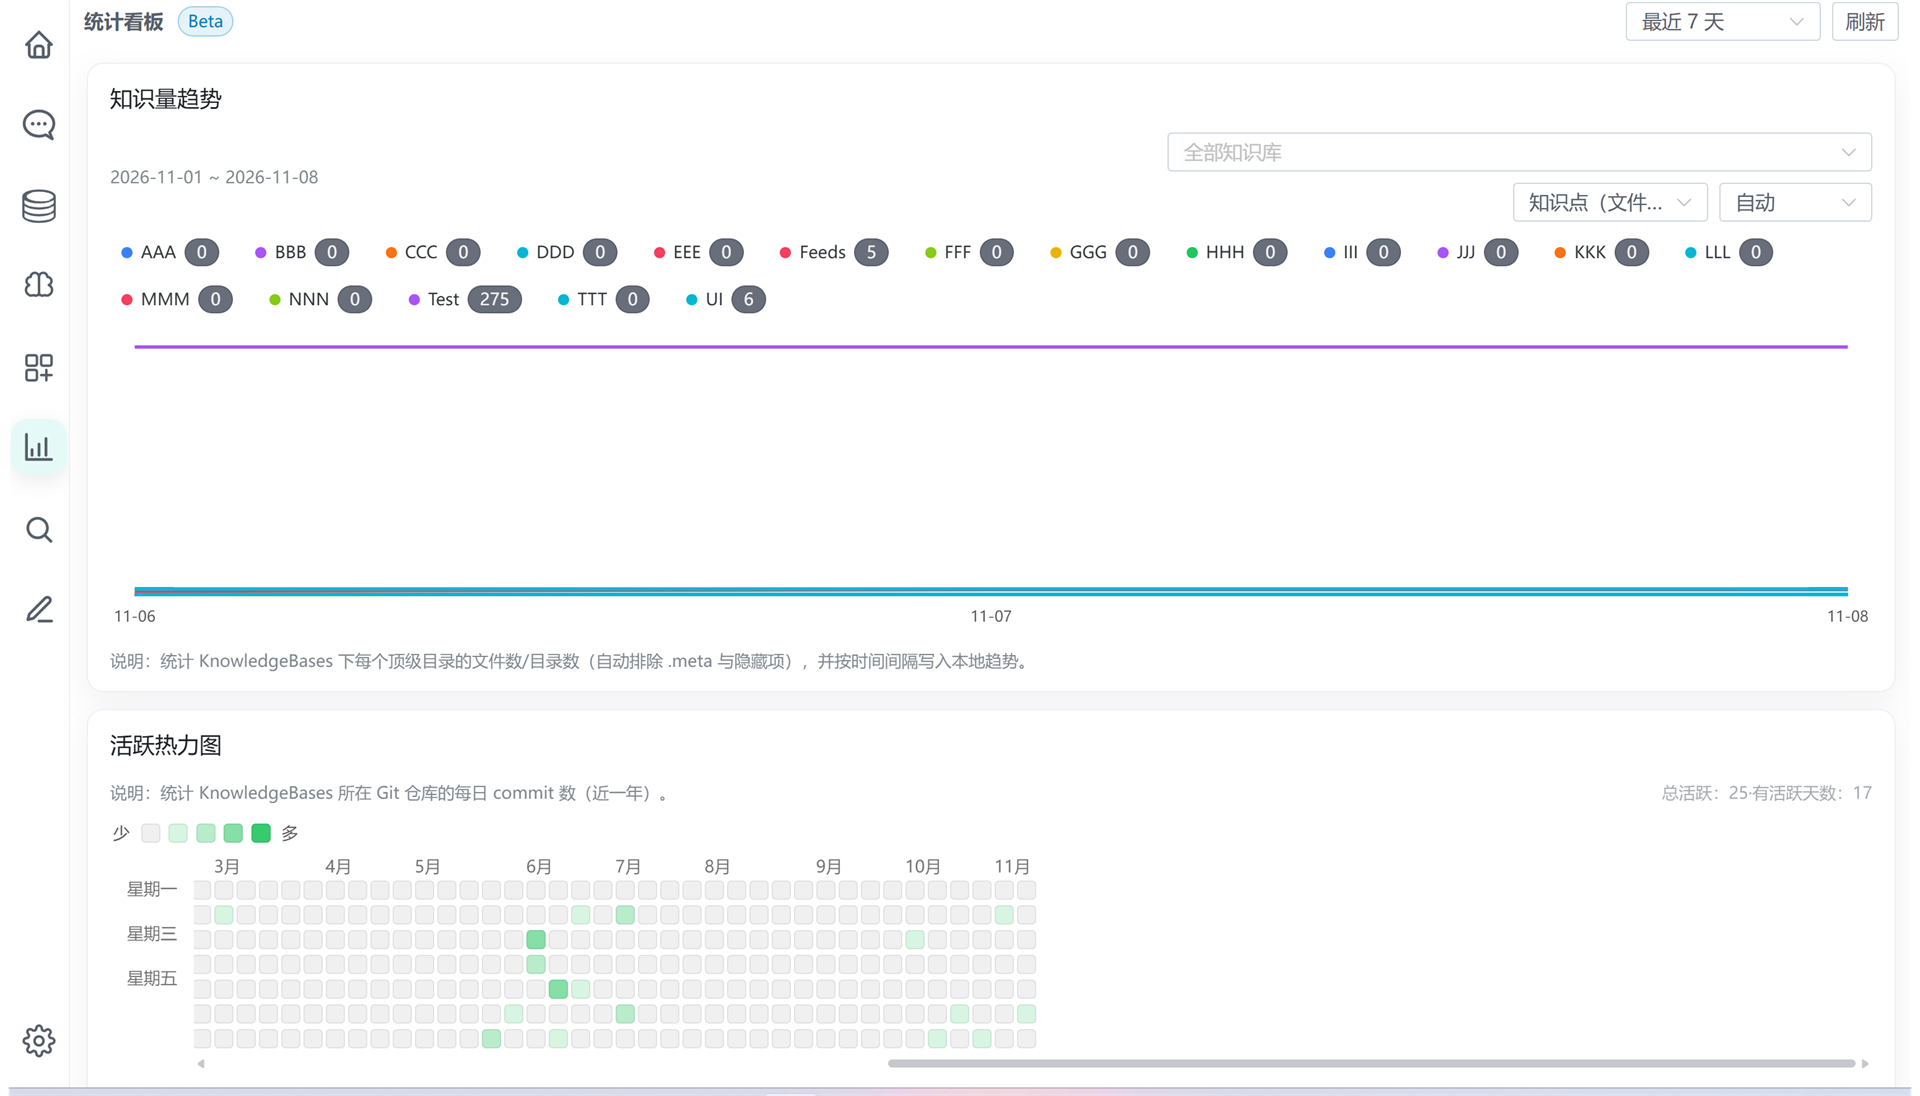 统计看板 Beta 最近 7 天 刷新
知识量趋势
全部知识库
2026-11-01 ~ 2026-11-08
知识点（文件... 自动
AAA 0 BBB 0 CCC 0 DDD 0 EEE 0 Feeds 5 FFF 0 GGG 0 HHH 0 III 0 JJJ 0 KKK 0 LLL 0
MMM 0 NNN 0 Test 275 TTT 0 UI 6
11-06 11-07 11-08
说明：统计 KnowledgeBases 下每个顶级目录的文件数/目录数（自动排除 .meta 与隐藏项），并按时间间隔写入本地趋势。
活跃热力图
说明：统计 KnowledgeBases 所在 Git 仓库的每日 commit 数（近一年）。 总活跃：25·有活跃天数：17
少 多
3月 4月 5月 6月 7月 8月 9月 10月 11月
星期一
星期三
星期五